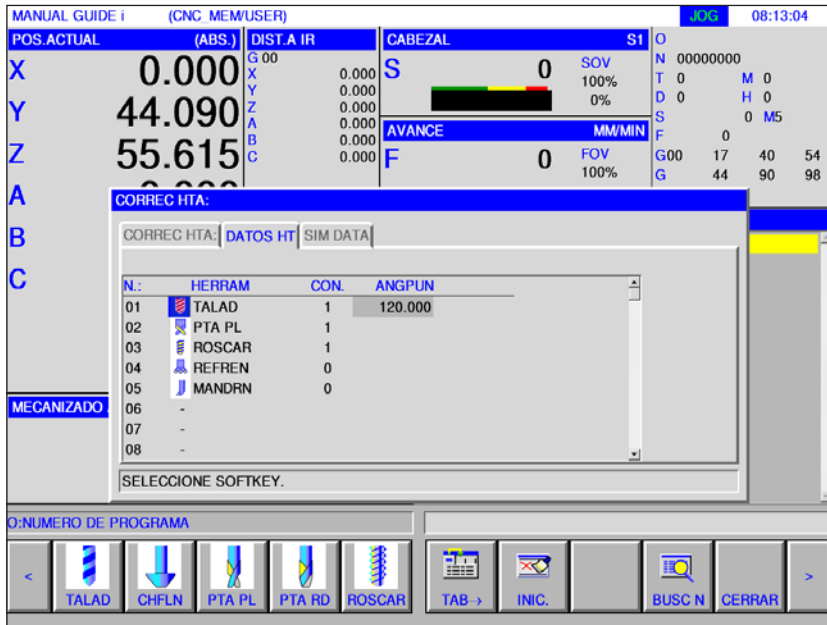 MANUAL GUIDE i (CNC_MEM/USER) JOG 08:13:04
POS.ACTUAL (ABS.) DIST.A IR CABEZAL S1 O
X 0.000
Y 44.090
Z 55.615
A
B
C
G 00
X 0.000
Y 0.000
Z 0.000
A 0.000
B 0.000
C 0.000
S 0 SOV
100%
0%
AVANCE MM/MIN
F 0 FOV
100%
N 00000000
T 0 M 0
D 0 H 0
S 0 M5
F 0
G00 17 40 54
G 44 90 98
CORREC HTA:
CORREC HTA: DATOS HT SIM DATA
N.: HERRAM CON. ANGPUN
01 TALAD 1 120.000
02 PTA PL 1
03 ROSCAR 1
04 REFREN 0
05 MANDRN 0
06 -
07 -
08 -
SELECCIONE SOFTKEY.
MECANIZADO
O:NUMERO DE PROGRAMA
< TALAD CHFLN PTA PL PTA RD ROSCAR TAB→ INIC. BUSC N CERRAR >